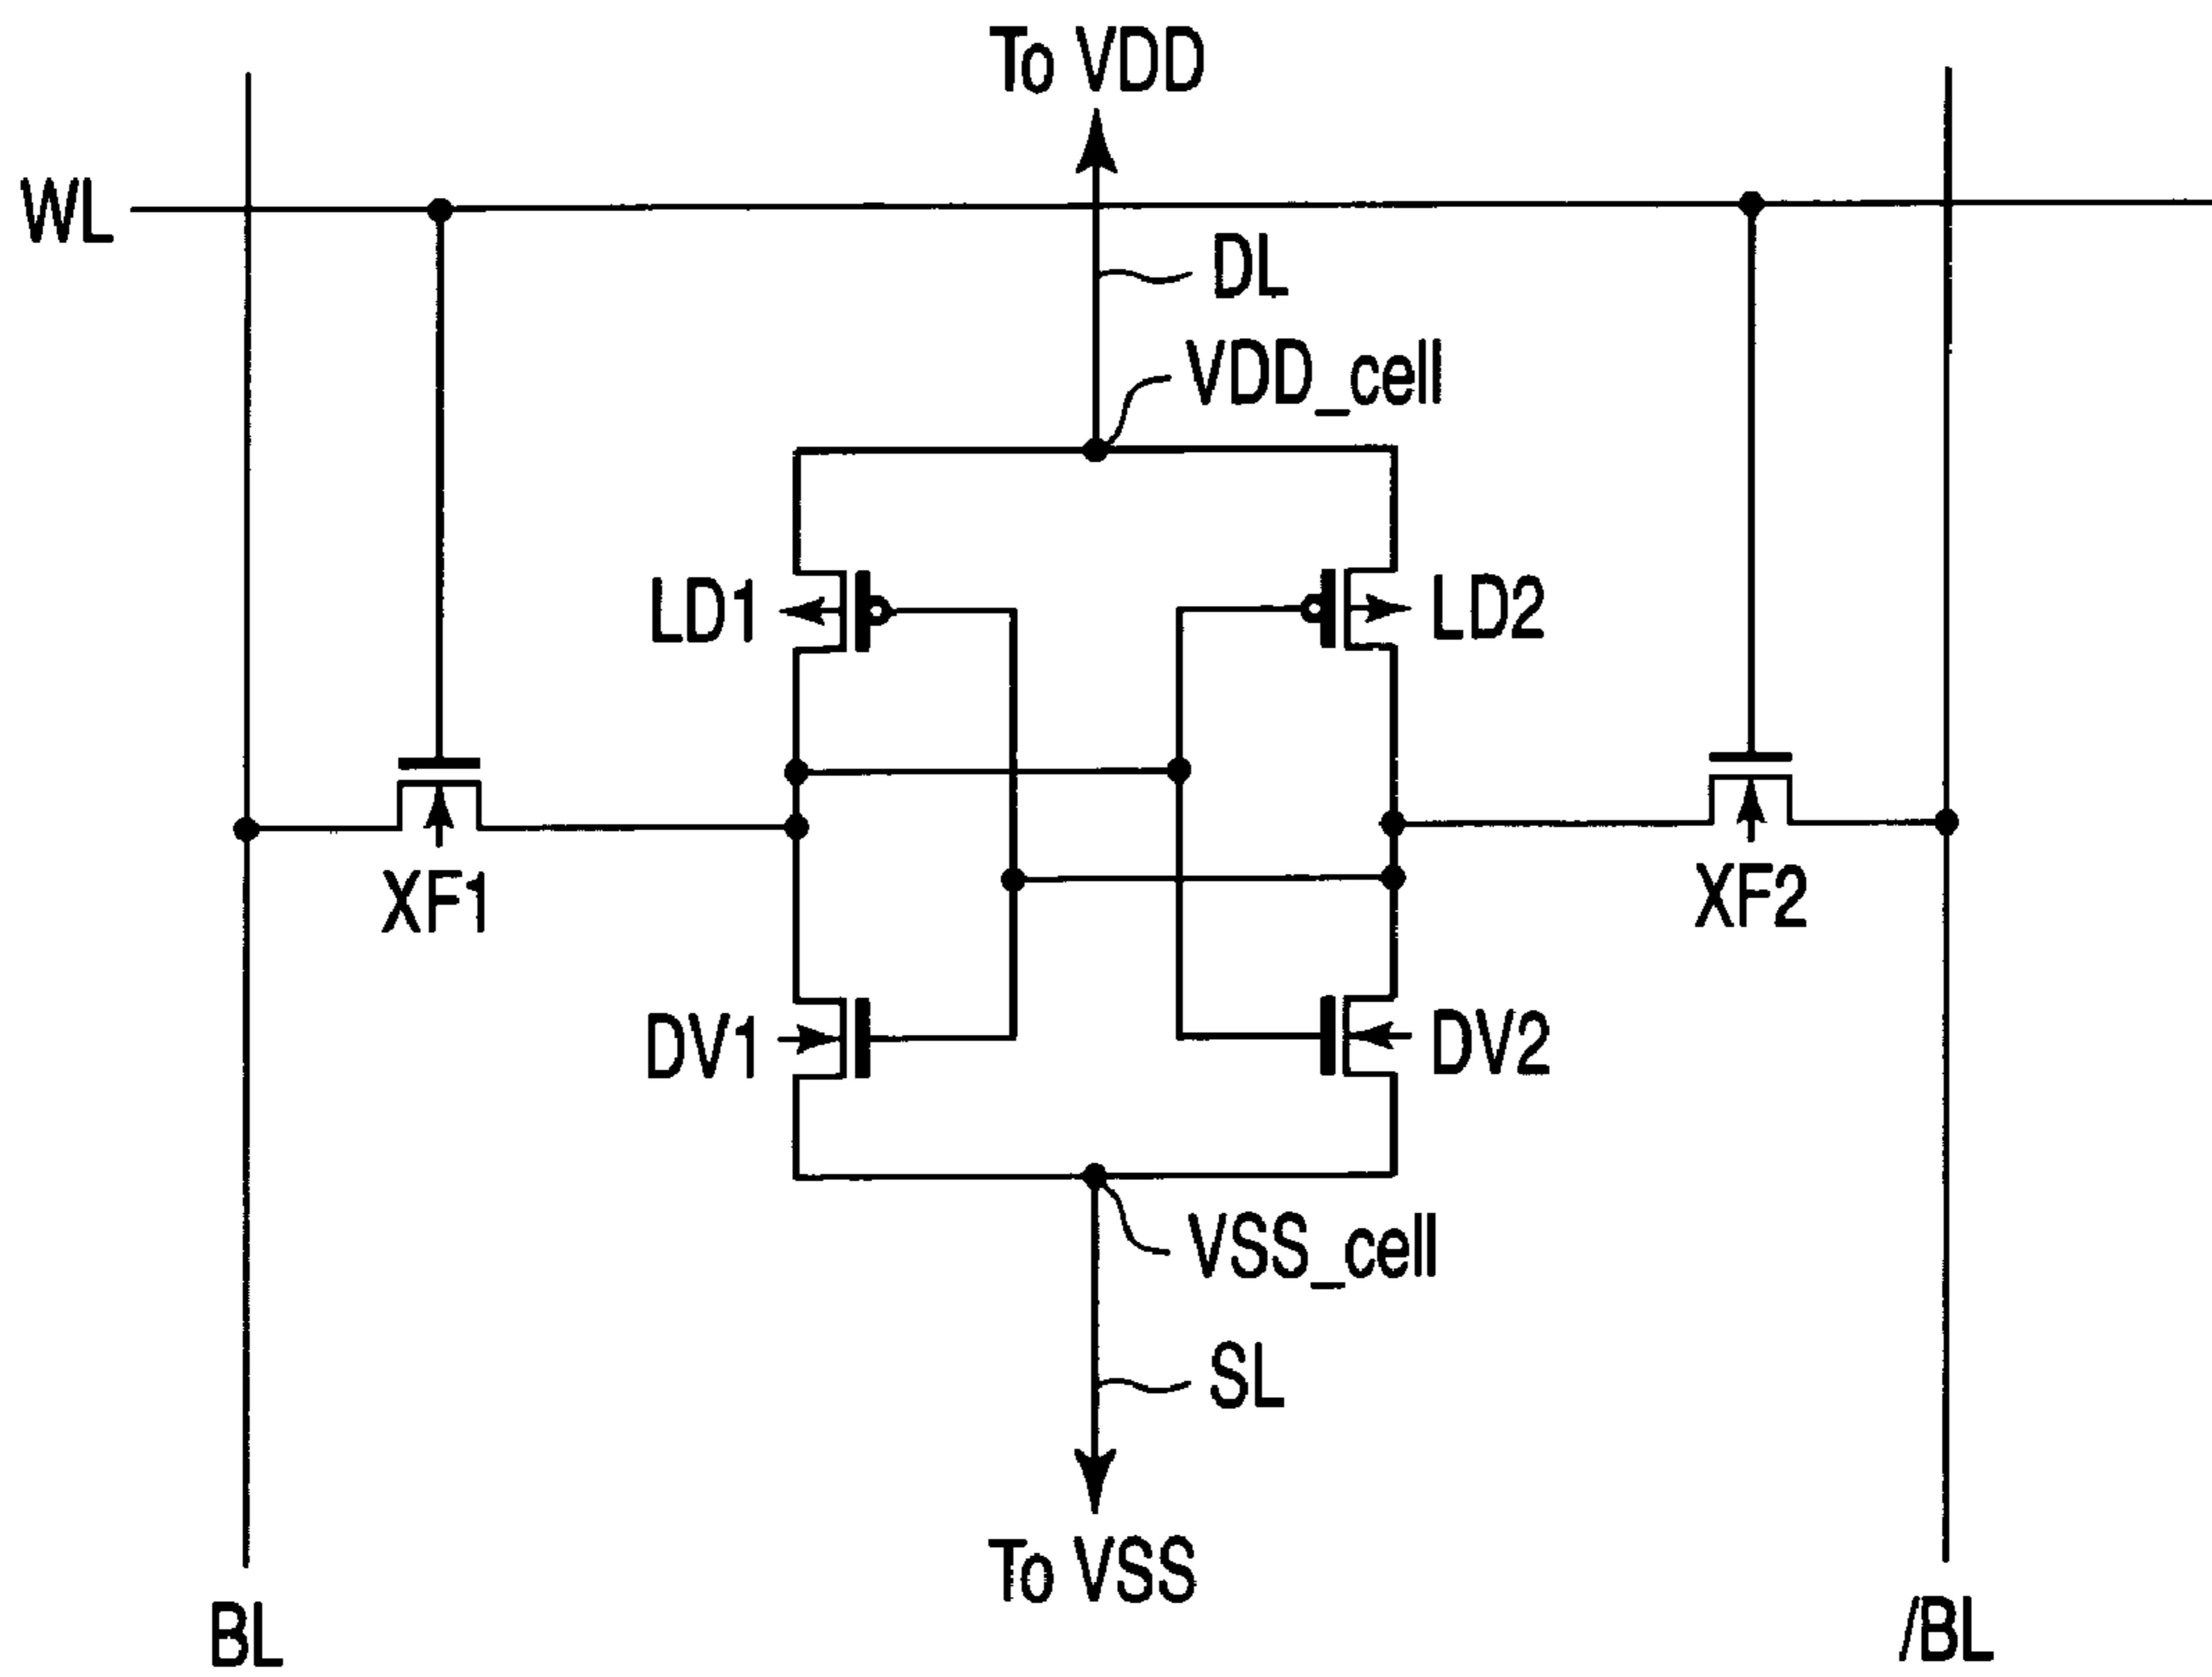 To VDD
WL
DL
VDD_cell
LD1
LD2
XF1
XF2
DV1
DV2
VSS_cell
SL
To VSS
BL
/BL